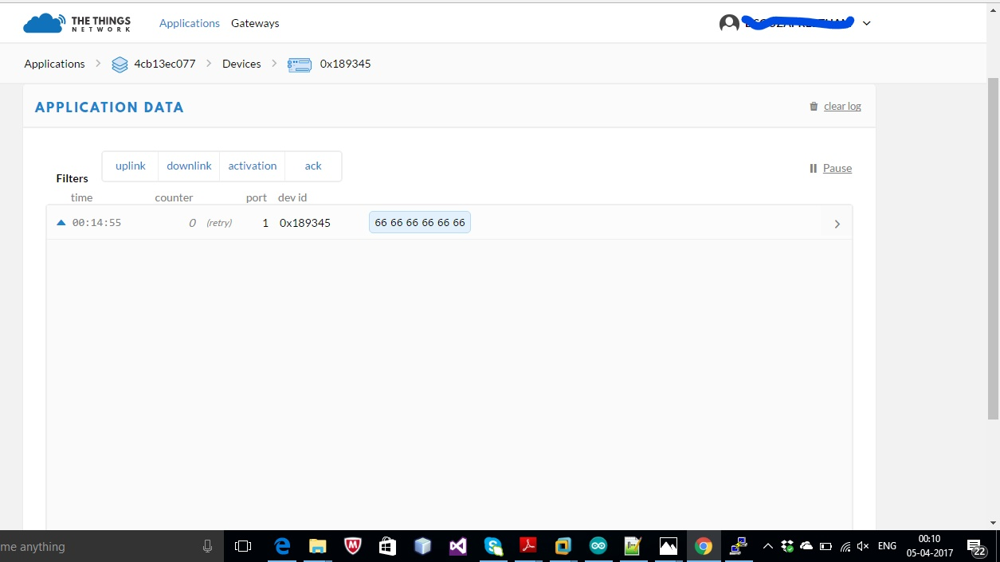 THE THINGS
NETWORK
Applications Gateways
Applications 4cb13ec077 Devices 0x189345
APPLICATION DATA
clear log
Filters uplink downlink activation ack
Pause
time counter port dev id
00:14:55 0 (retry) 1 0x189345 66 66 66 66 66 66
me anything
ENG
00:10
05-04-2017
22